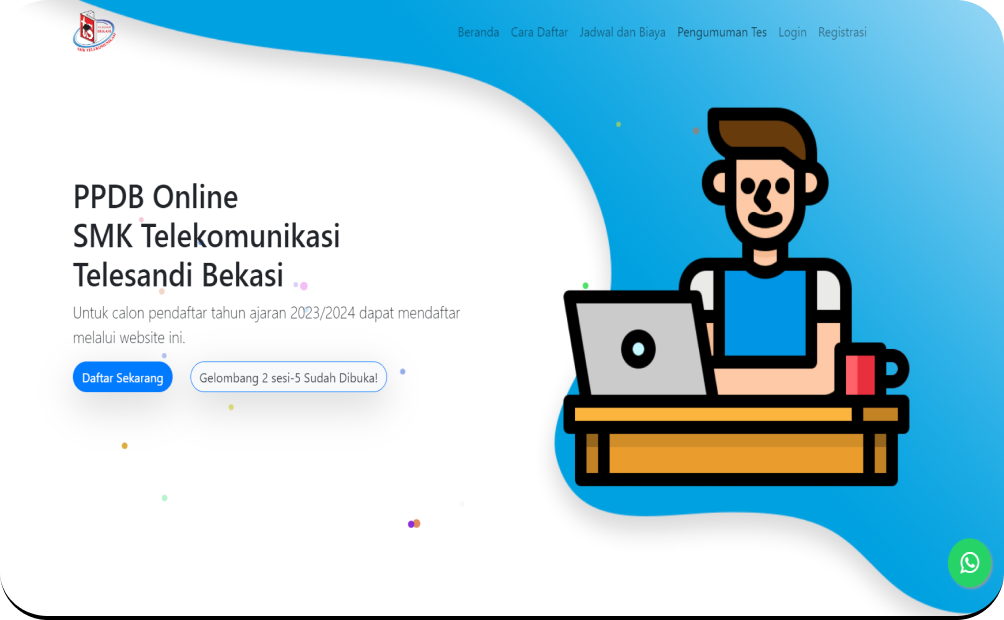 Beranda Cara Daftar Jadwal dan Biaya Pengumuman Tes Login Registrasi
PPDB Online
SMK Telekomunikasi
Telesandi Bekasi
Untuk calon pendaftar tahun ajaran 2023/2024 dapat mendaftar
melalui website ini.
Daftar Sekarang Gelombang 2 sesi-5 Sudah Dibuka!